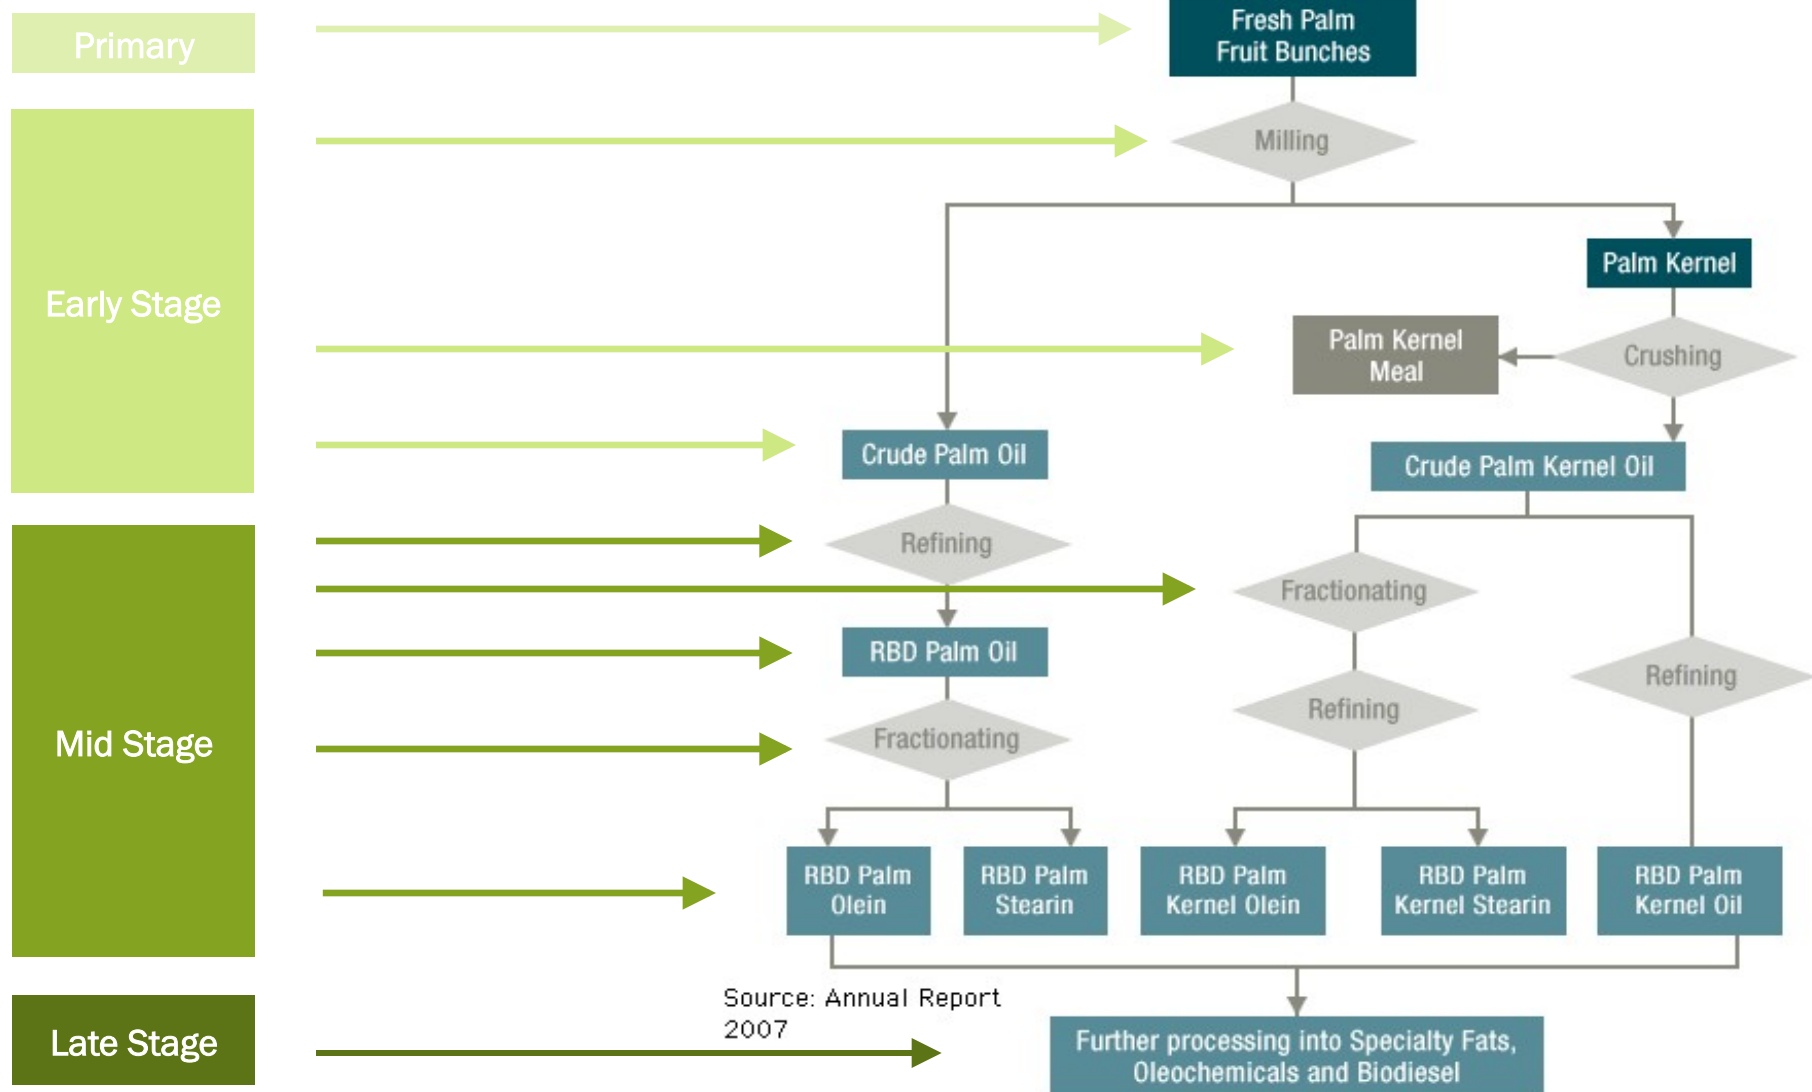 Primary
Fresh Palm
Fruit Bunches
Milling
Early Stage
Palm Kernel
Palm Kernel
Meal
Crushing
Crude Palm Oil
Crude Palm Kernel Oil
Mid Stage
Refining
Fractionating
RBD Palm Oil
Refining
Refining
Fractionating
RBD Palm
Olein
RBD Palm
Stearin
RBD Palm
Kernel Olein
RBD Palm
Kernel Stearin
RBD Palm
Kernel Oil
Late Stage
Source: Annual Report
2007
Further processing into Specialty Fats,
Oleochemicals and Biodiesel